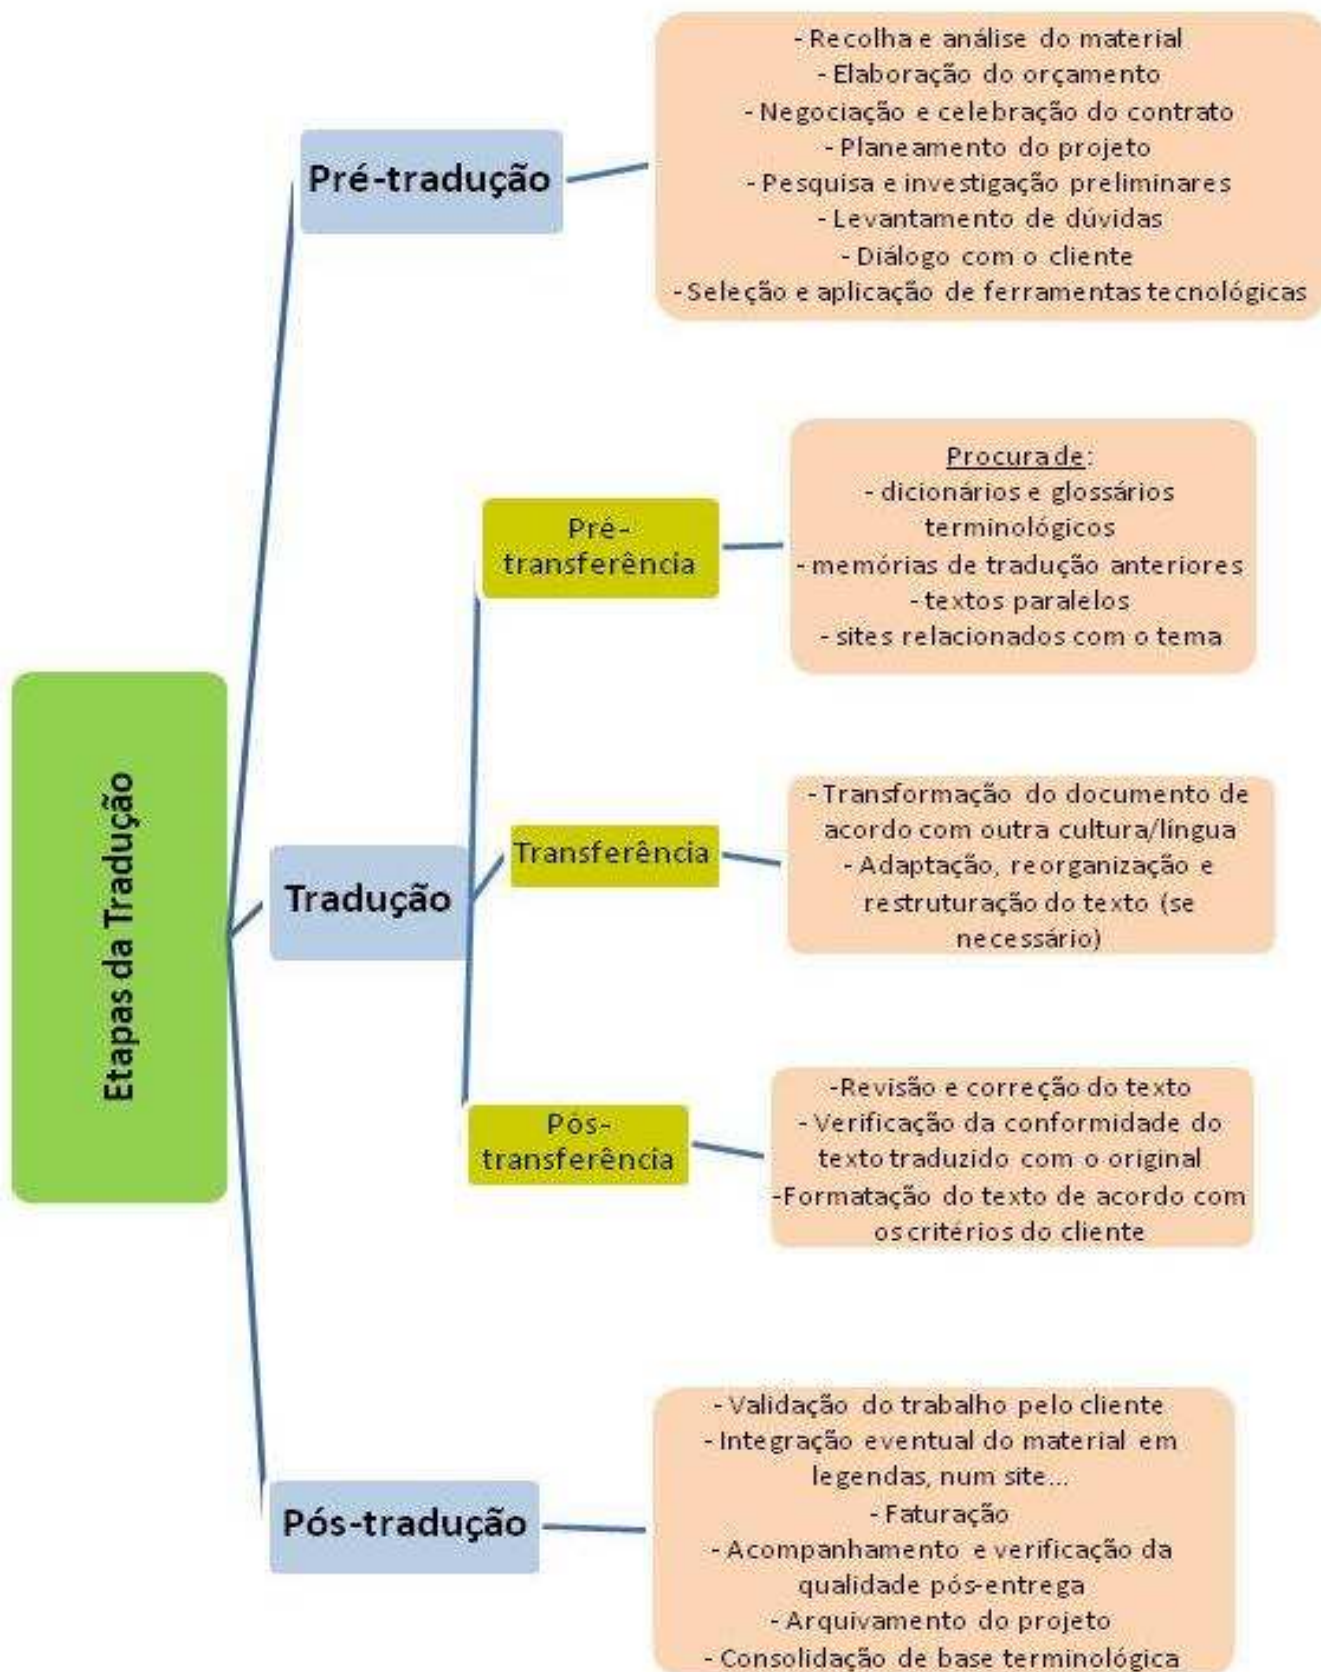 Etapas da Tradução
Pré-tradução
- Recolha e análise do material
- Elaboração do orçamento
- Negociação e celebração do contrato
- Planeamento do projeto
- Pesquisa e investigação preliminares
- Levantamento de dúvidas
- Diálogo com o cliente
- Seleção e aplicação de ferramentas tecnológicas
Tradução
Pré-
transferência
Procura de:
- dicionários e glossários
terminológicos
- memórias de tradução anteriores
- textos paralelos
- sites relacionados com o tema
Transferência
- Transformação do documento de
acordo com outra cultura/língua
- Adaptação, reorganização e
restruturação do texto (se
necessário)
Pós-
transferência
-Revisão e correção do texto
- Verificação da conformidade do
texto traduzido com o original
-Formatação do texto de acordo com
os critérios do cliente
Pós-tradução
- Validação do trabalho pelo cliente
- Integração eventual do material em
legendas, num site...
- Faturação
- Acompanhamento e verificação da
qualidade pós-entrega
- Arquivamento do projeto
- Consolidação de base terminológica